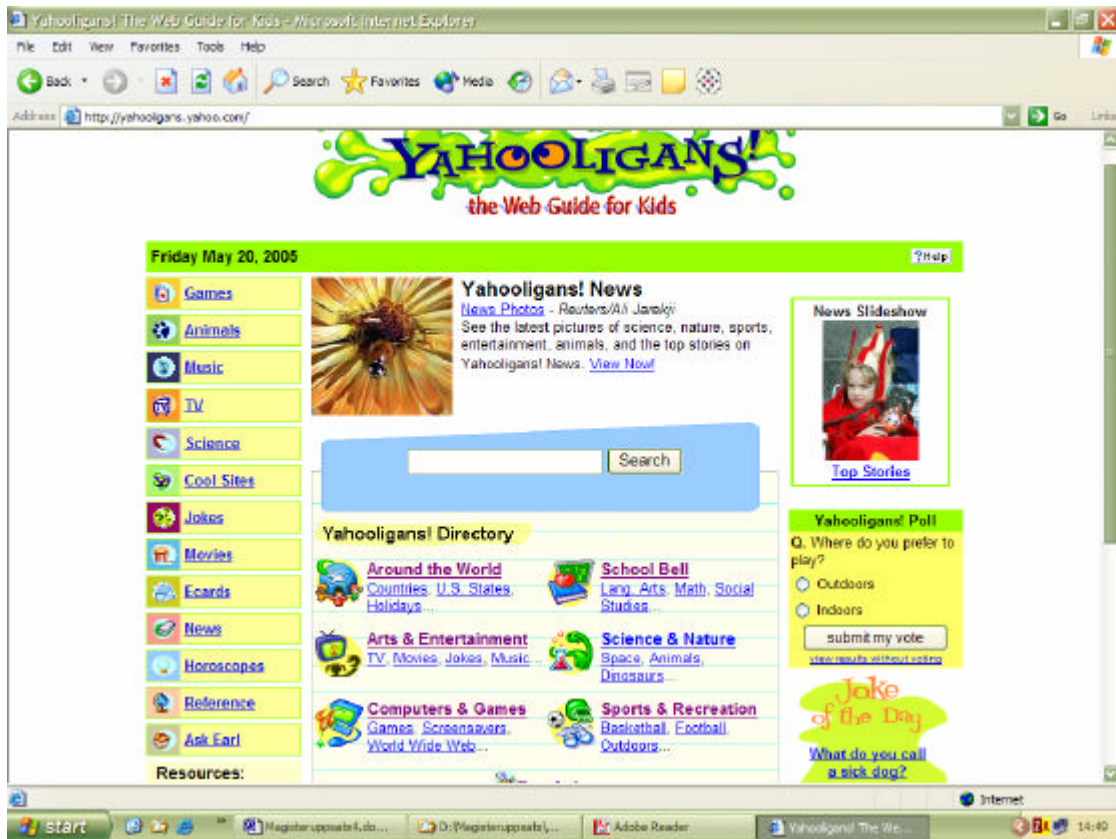 Yahooligans! The Web Guide for Kids - Microsoft Internet Explorer
File Edit View Favorites Tools Help
Back Search Favorites Media
Address http://yahooligans.yahoo.com/ Go Links
YAHOOLIGANS!
the Web Guide for Kids
Friday May 20, 2005
?Help
Games
Animals
Music
TV
Science
Cool Sites
Jokes
Movies
Ecards
News
Horoscopes
Reference
Ask Earl
Resources:
Yahooligans! News
News Photos - Reuters/Ali Jarekji
See the latest pictures of science, nature, sports,
entertainment, animals, and the top stories on
Yahooligans! News. View Now!
Search
Yahooligans! Directory
Around the World
Countries, U.S. States,
Holidays...
School Bell
Lang. Arts, Math, Social
Studies...
Arts & Entertainment
TV, Movies, Jokes, Music...
Science & Nature
Space, Animals,
Dinosaurs...
Computers & Games
Games, Screensavers,
World Wide Web...
Sports & Recreation
Basketball, Football,
Outdoors...
News Slideshow
Top Stories
Yahooligans! Poll
Q. Where do you prefer to
play?
Outdoors
Indoors
submit my vote
view results without voting
Joke
of the Day
What do you call
a sick dog?
Internet
start Magisteruppsats4.do... D:\Magisteruppsats\... Adobe Reader Yahooligans! The We... 14:49